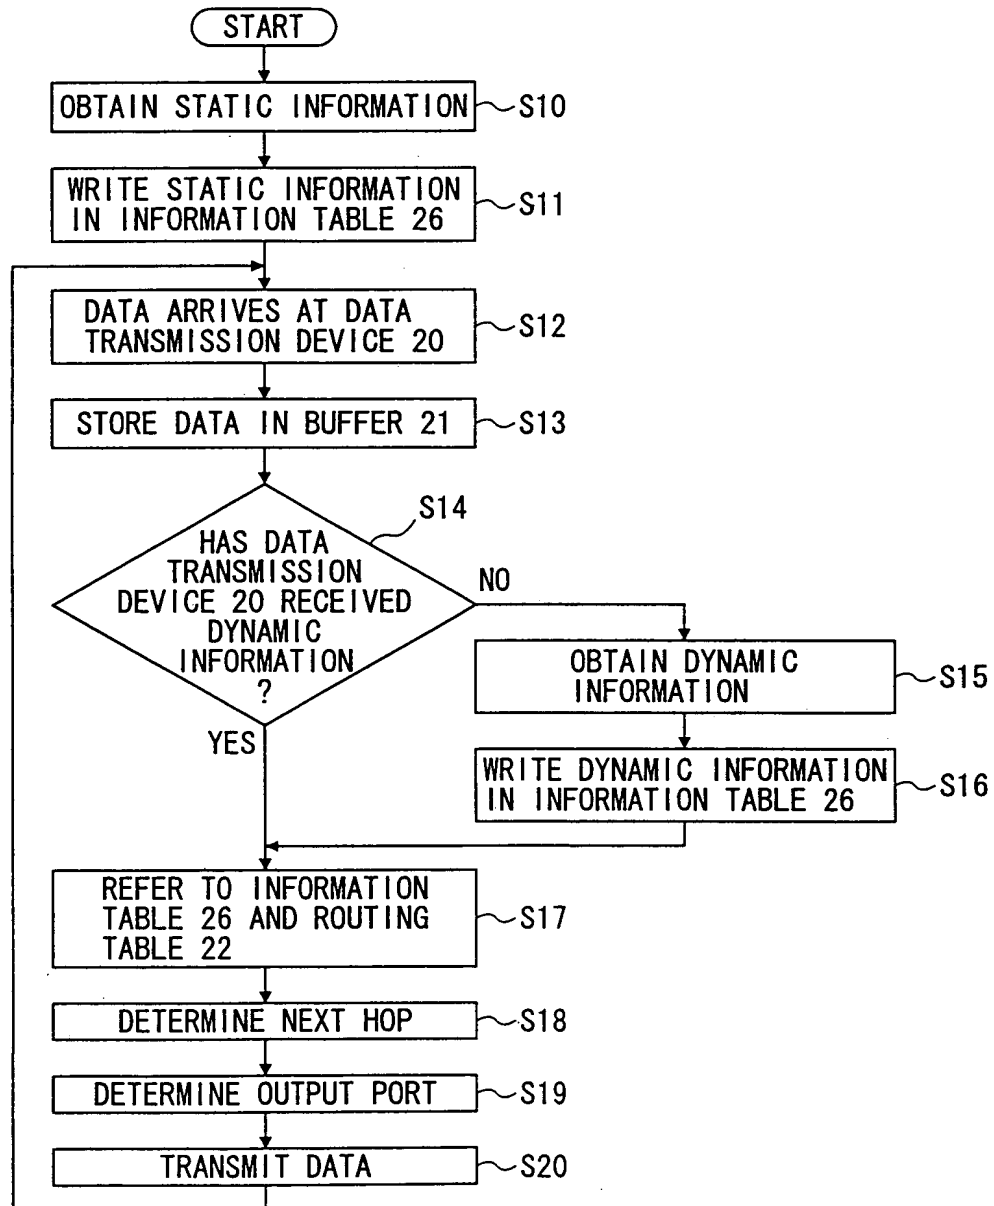 START
OBTAIN STATIC INFORMATION
S10
WRITE STATIC INFORMATION
IN INFORMATION TABLE 26
S11
DATA ARRIVES AT DATA
TRANSMISSION DEVICE 20
S12
STORE DATA IN BUFFER 21
S13
S14
HAS DATA
TRANSMISSION
DEVICE 20 RECEIVED
DYNAMIC
INFORMATION
?
NO
YES
OBTAIN DYNAMIC
INFORMATION
S15
WRITE DYNAMIC INFORMATION
IN INFORMATION TABLE 26
S16
REFER TO INFORMATION
TABLE 26 AND ROUTING
TABLE 22
S17
DETERMINE NEXT HOP
S18
DETERMINE OUTPUT PORT
S19
TRANSMIT DATA
S20